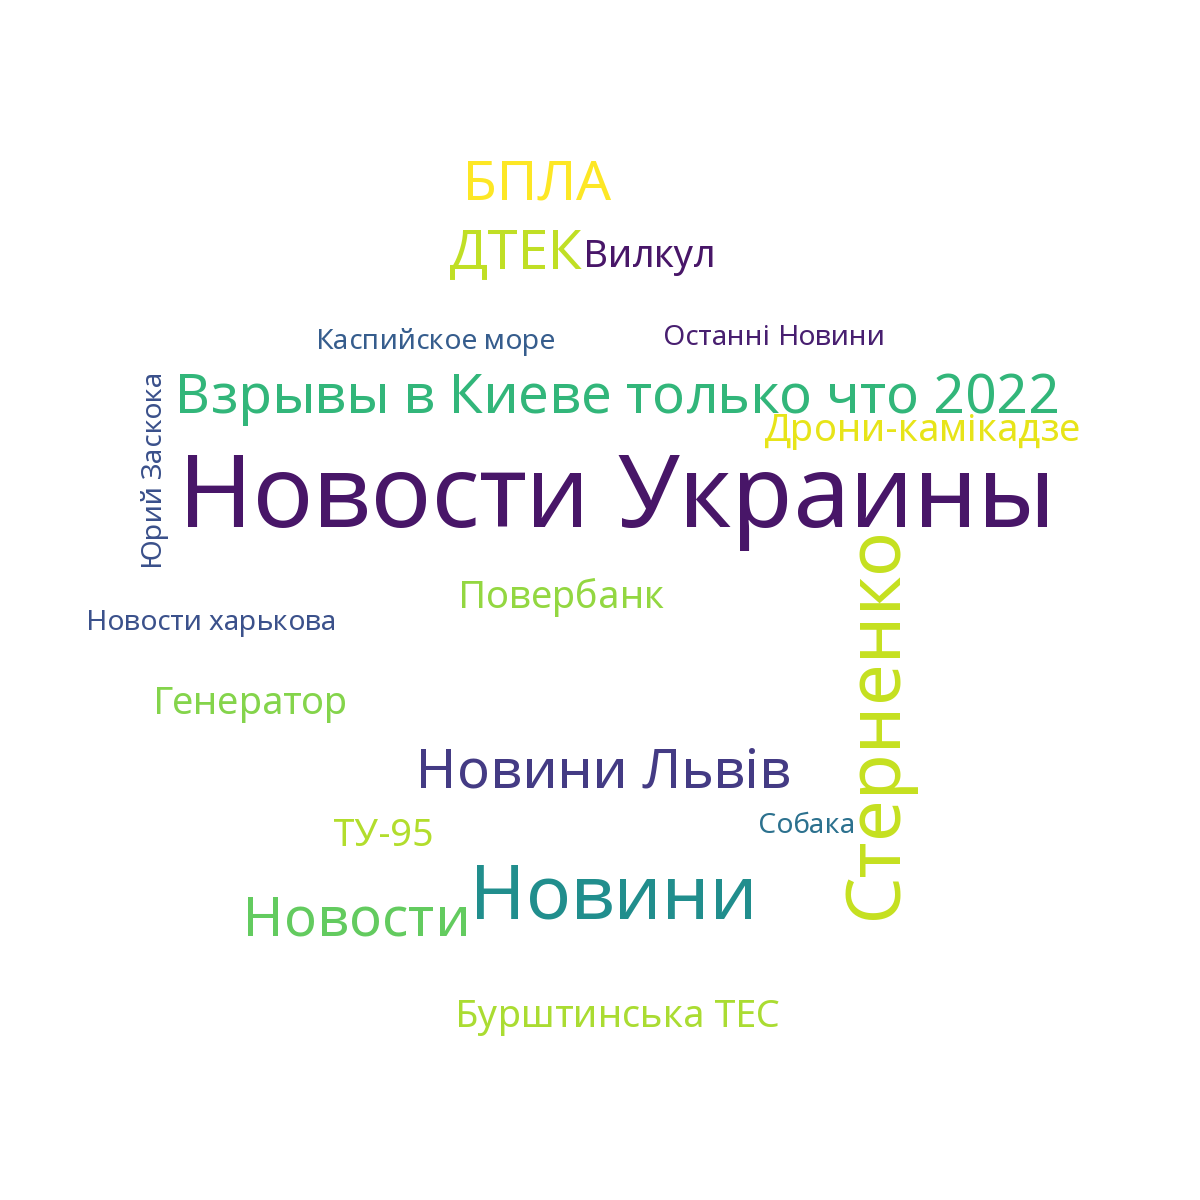 БПЛА
ДТЕК
Вилкул
Каспийское море
Останні Новини
Взрывы в Киеве только что 2022
Дрони-камікадзе
Юрий Заскока
Новости Украины
Стерненко
Повербанк
Новости харькова
Генератор
Новини Львів
ТУ-95
Собака
Новини
Новости
Бурштинська ТЕС